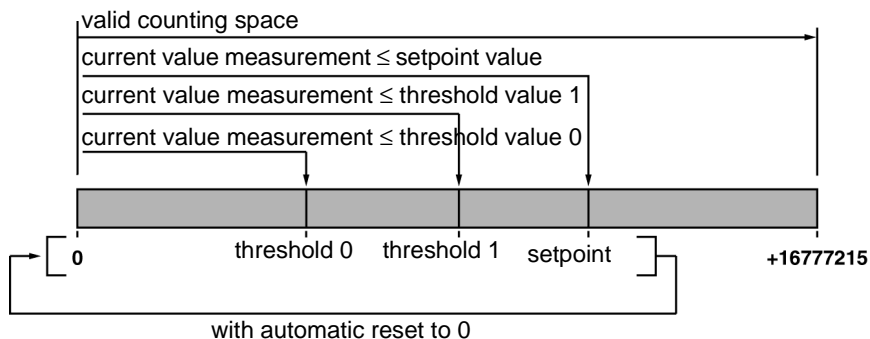 valid counting space
current value measurement ≤ setpoint value
current value measurement ≤ threshold value 1
current value measurement ≤ threshold value 0
0 threshold 0 threshold 1 setpoint +16777215
with automatic reset to 0